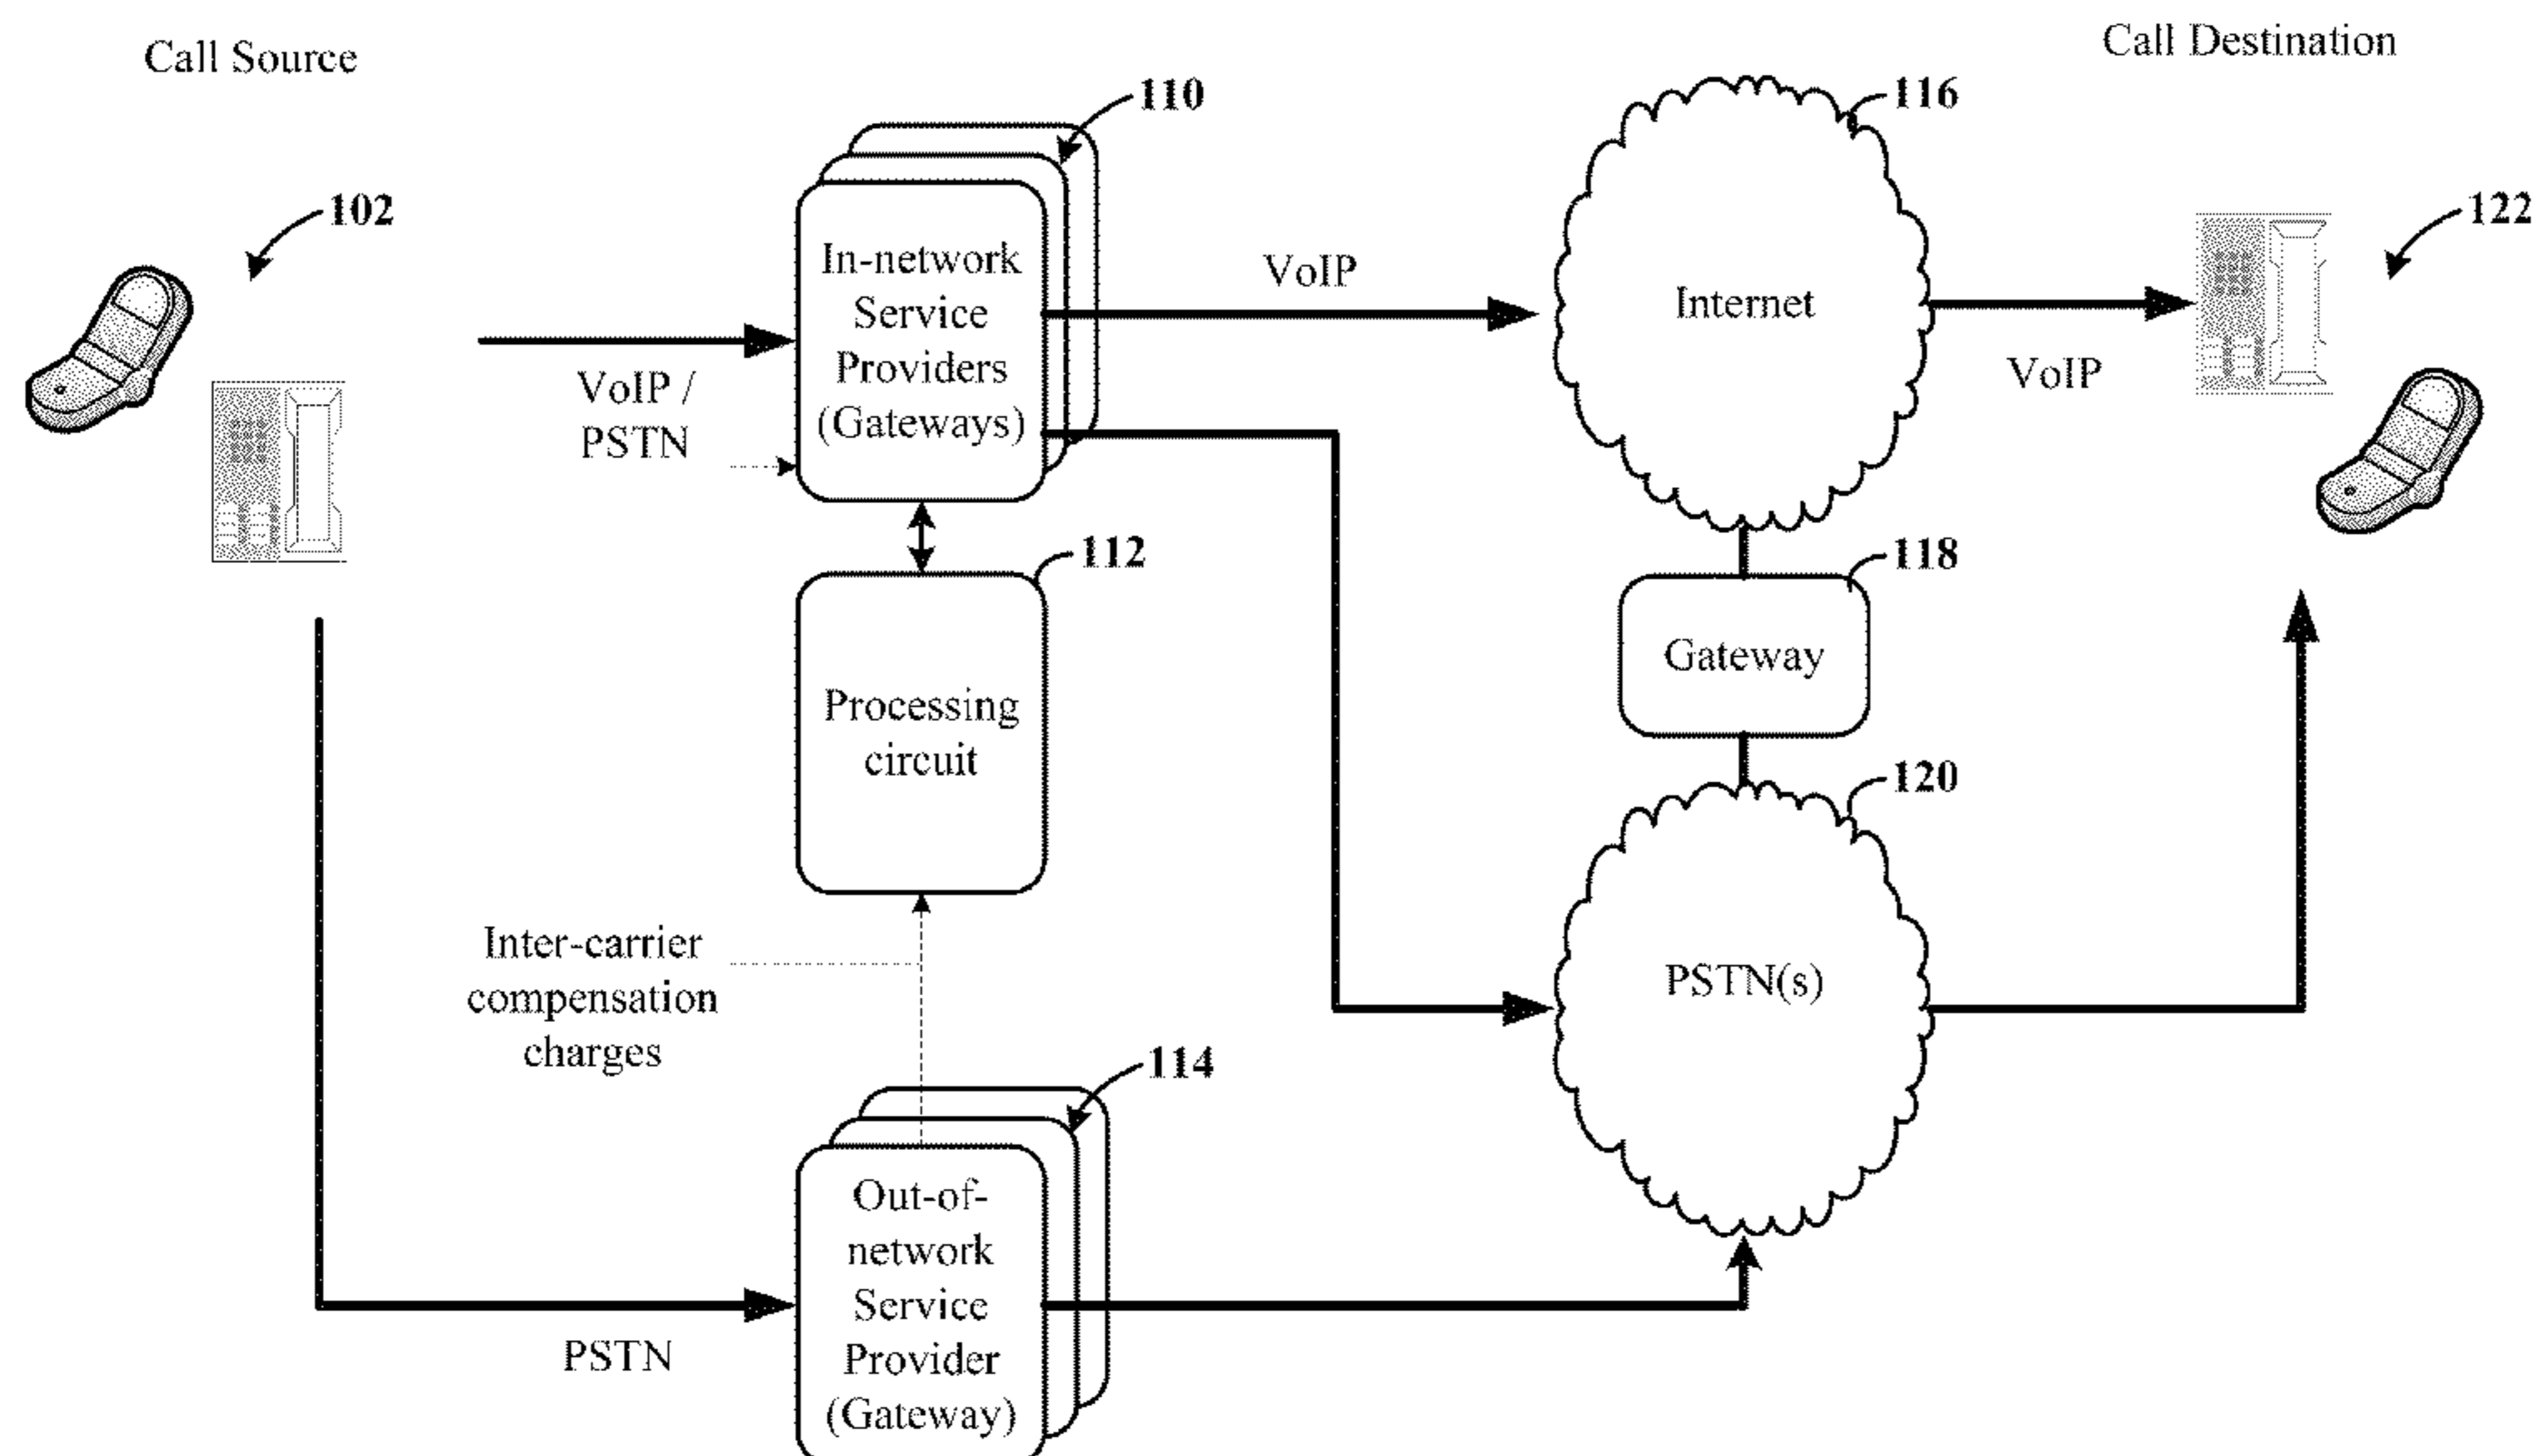 Call Source
Call Destination
110
116
102
122
In-network
Service
Providers
(Gateways)
VoIP
Internet
VoIP
VoIP /
PSTN
112
118
Processing
circuit
Gateway
120
Inter-carrier
compensation
charges
PSTN(s)
114
Out-of-
network
Service
Provider
(Gateway)
PSTN